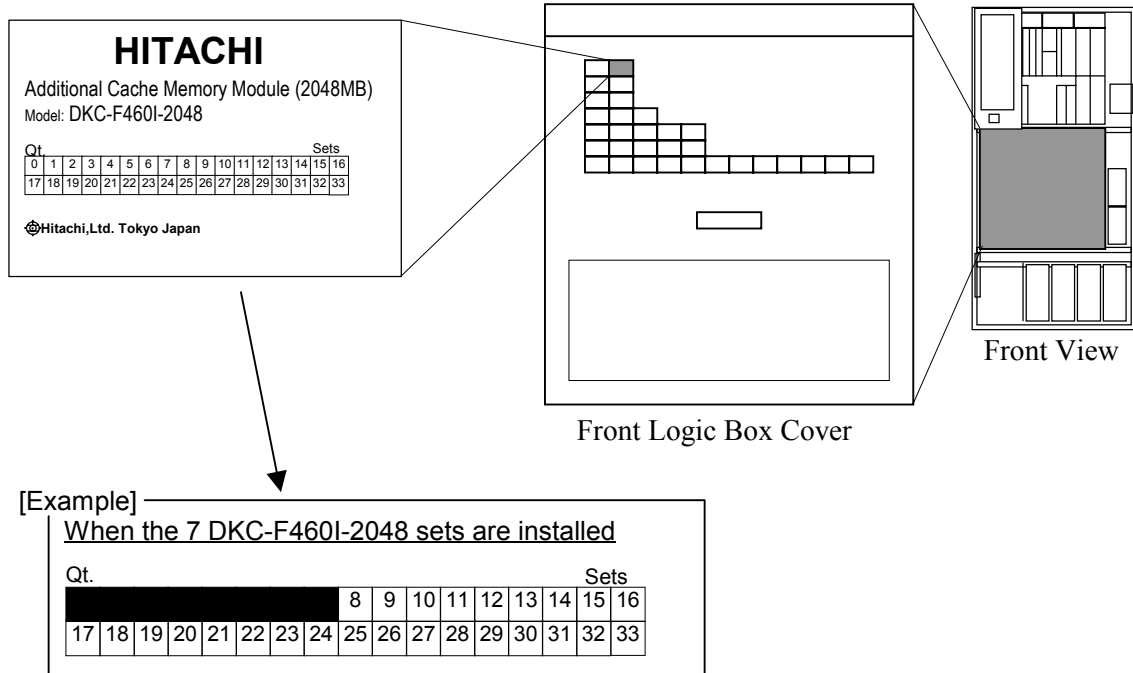 HITACHI
Additional Cache Memory Module (2048MB)
Model: DKC-F460I-2048
Qt. Sets
0 1 2 3 4 5 6 7 8 9 10 11 12 13 14 15 16
17 18 19 20 21 22 23 24 25 26 27 28 29 30 31 32 33
Hitachi,Ltd. Tokyo Japan
Front View
Front Logic Box Cover
[Example]
When the 7 DKC-F460I-2048 sets are installed
Qt. Sets
8 9 10 11 12 13 14 15 16
17 18 19 20 21 22 23 24 25 26 27 28 29 30 31 32 33